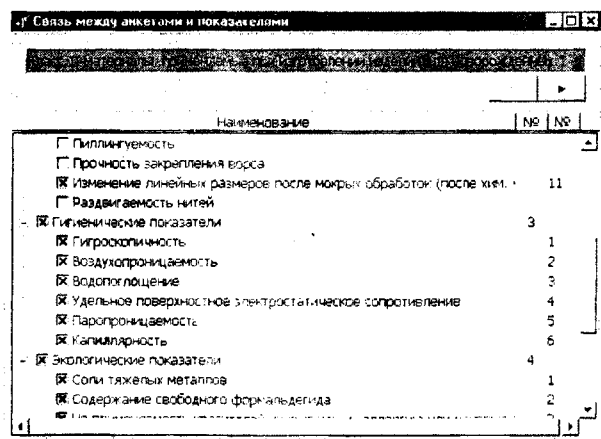 Связь между анкетами и показателями
Наименование № №
Пиллингуемость
Прочность закрепления ворса
Изменение линейных размеров после мокрых обработок (после хим. 11
Раздвигаемость нитей
Гигиенические показатели 3
Гигроскопичность 1
Воздухопроницаемость 2
Водопоглощение 3
Удельное поверхностное электростатическое сопротивление 4
Паропроницаемость 5
Капиллярность 6
Экологические показатели 4
Соли тяжелых металлов 1
Содержание свободного формальдегида 2